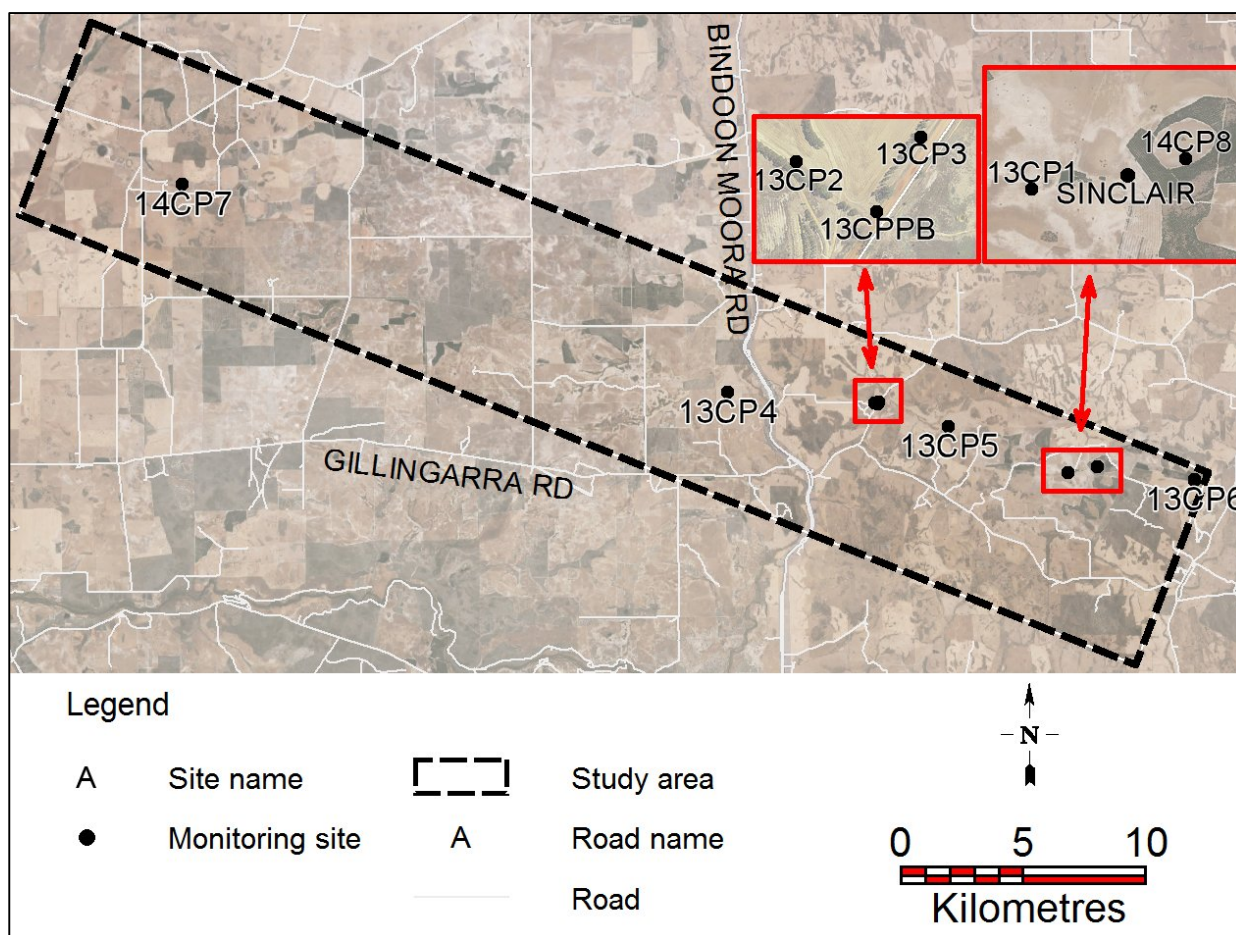 BINDOON MOORA RD
13CP3
13CP2
13CPPB
14CP8
13CP1
SINCLAIR
14CP7
13CP4
13CP5
13CP6
GILLINGARRA RD
Legend
A Site name
Study area
Monitoring site
A Road name
Road
N
0 5 10
Kilometres